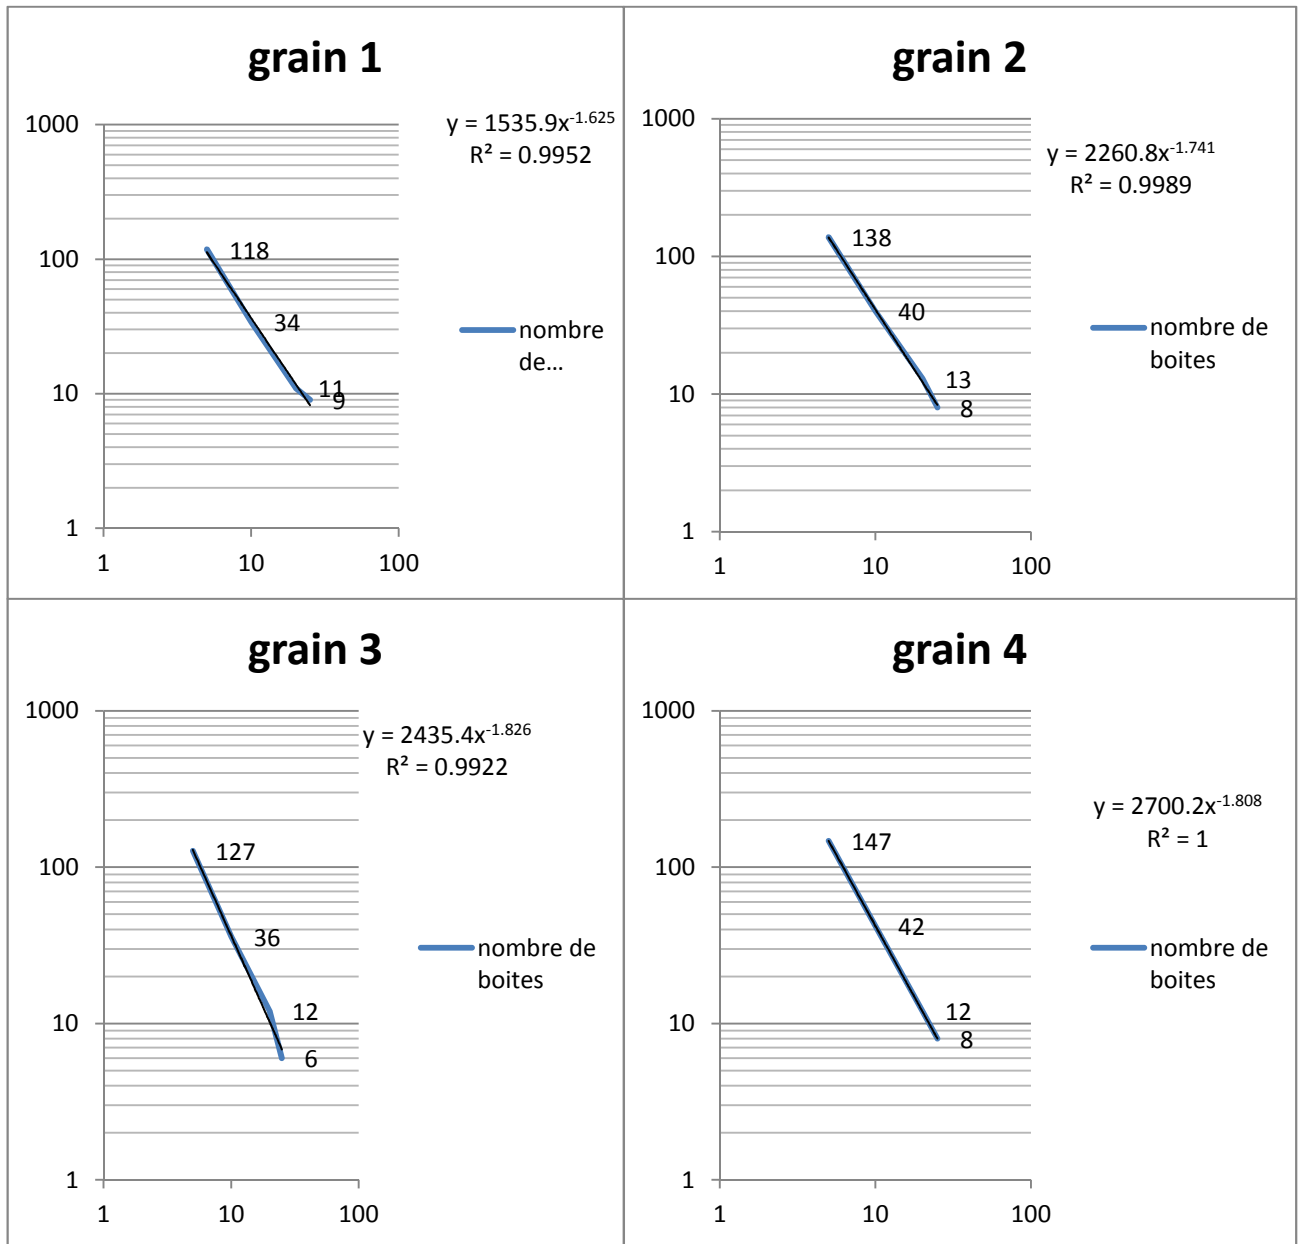 grain 1
y = 1535.9x^-1.625
R² = 0.9952
1000
100
10
1
118
34
11
9
nombre
de...
1 10 100
grain 2
y = 2260.8x^-1.741
R² = 0.9989
1000
100
10
1
138
40
13
8
nombre de
boites
1 10 100
grain 3
y = 2435.4x^-1.826
R² = 0.9922
1000
100
10
1
127
36
12
6
nombre de
boites
1 10 100
grain 4
y = 2700.2x^-1.808
R² = 1
1000
100
10
1
147
42
12
8
nombre de
boites
1 10 100